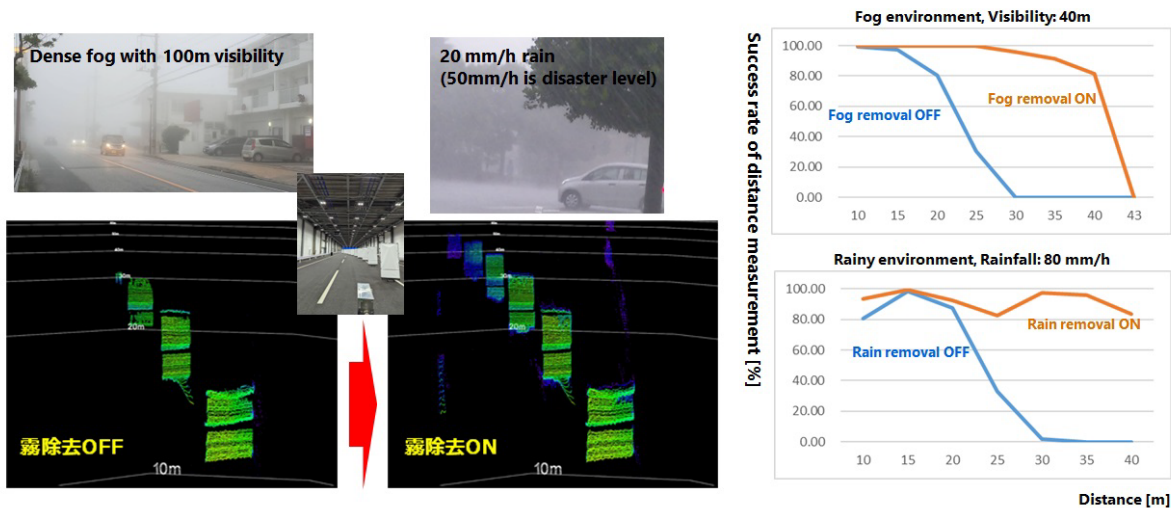 Dense fog with 100m visibility
20 mm/h rain
(50mm/h is disaster level)
霧除去OFF
20m
10m
霧除去ON
20m
10m
Success rate of distance measurement [%]
Fog environment, Visibility: 40m
100.00
80.00
60.00
40.00
20.00
0.00
Fog removal OFF
Fog removal ON
10 15 20 25 30 35 40 43
Rainy environment, Rainfall: 80 mm/h
100.00
80.00
60.00
40.00
20.00
0.00
Rain removal OFF
Rain removal ON
10 15 20 25 30 35 40
Distance [m]